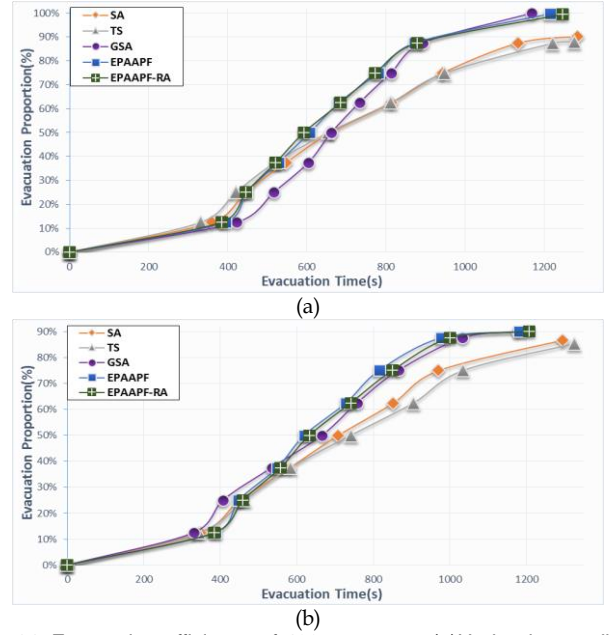 100%
90%
80%
70%
60%
50%
40%
30%
20%
10%
0%
Evacuation Proportion(%)
SA
TS
GSA
EPAAPF
EPAAPF-RA
0 200 400 600 800 1000 1200
Evacuation Time(s)
(a)
90%
80%
70%
60%
50%
40%
30%
20%
10%
0%
Evacuation Proportion(%)
SA
TS
GSA
EPAAPF
EPAAPF-RA
0 200 400 600 800 1000 1200
Evacuation Time(s)
(b)